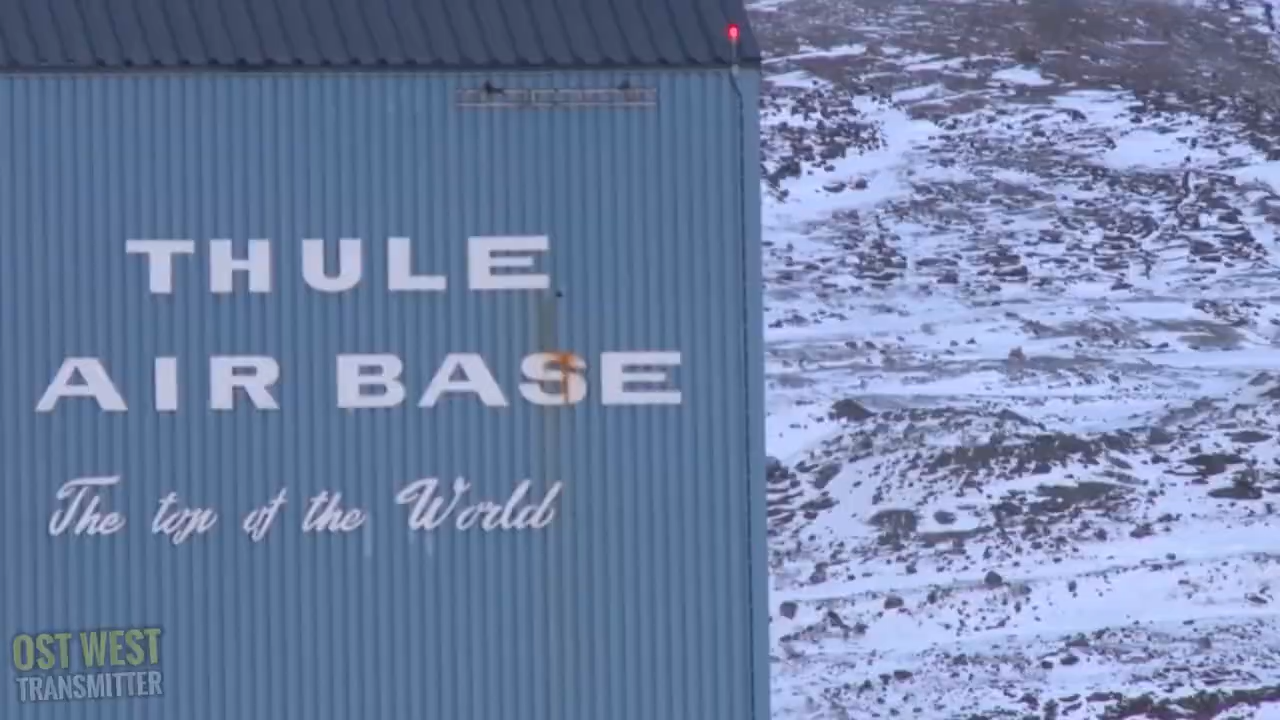 THULE
AIR BASE
The top of the World
OST WEST
TRANSMITTER